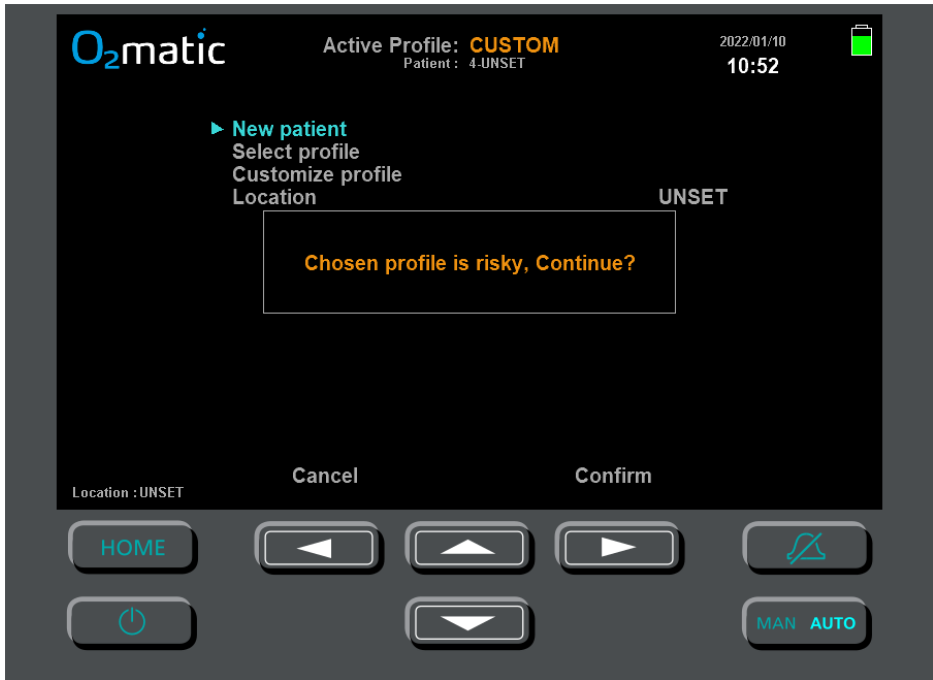 O2matic
Active Profile: CUSTOM
Patient : 4-UNSET
2022/01/10
10:52
New patient
Select profile
Customize profile
Location UNSET
Chosen profile is risky, Continue?
Cancel Confirm
Location : UNSET
HOME
MAN AUTO